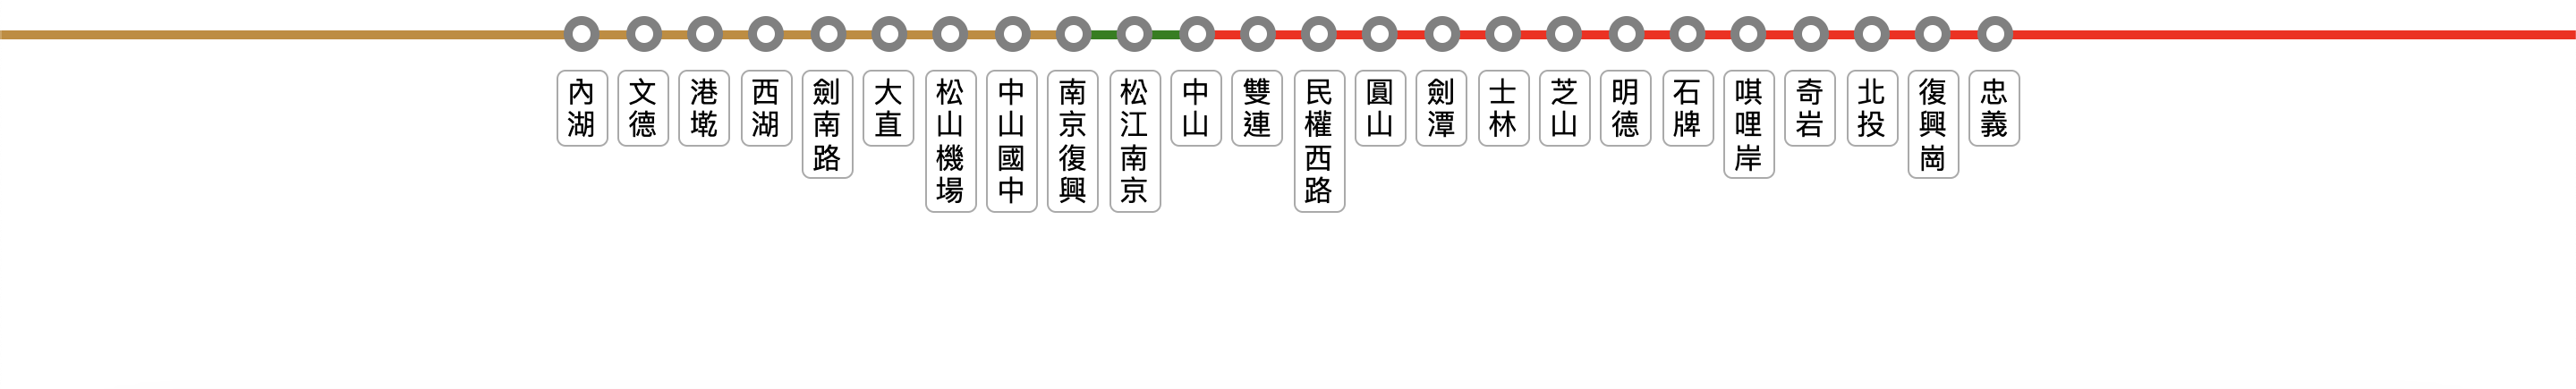 內湖
文德
港墘
西湖
劍南路
大直
松山機場
中山國中
南京復興
松江南京
中山
雙連
民權西路
圓山
劍潭
士林
芝山
明德
石牌
唭哩岸
奇岩
北投
復興崗
忠義